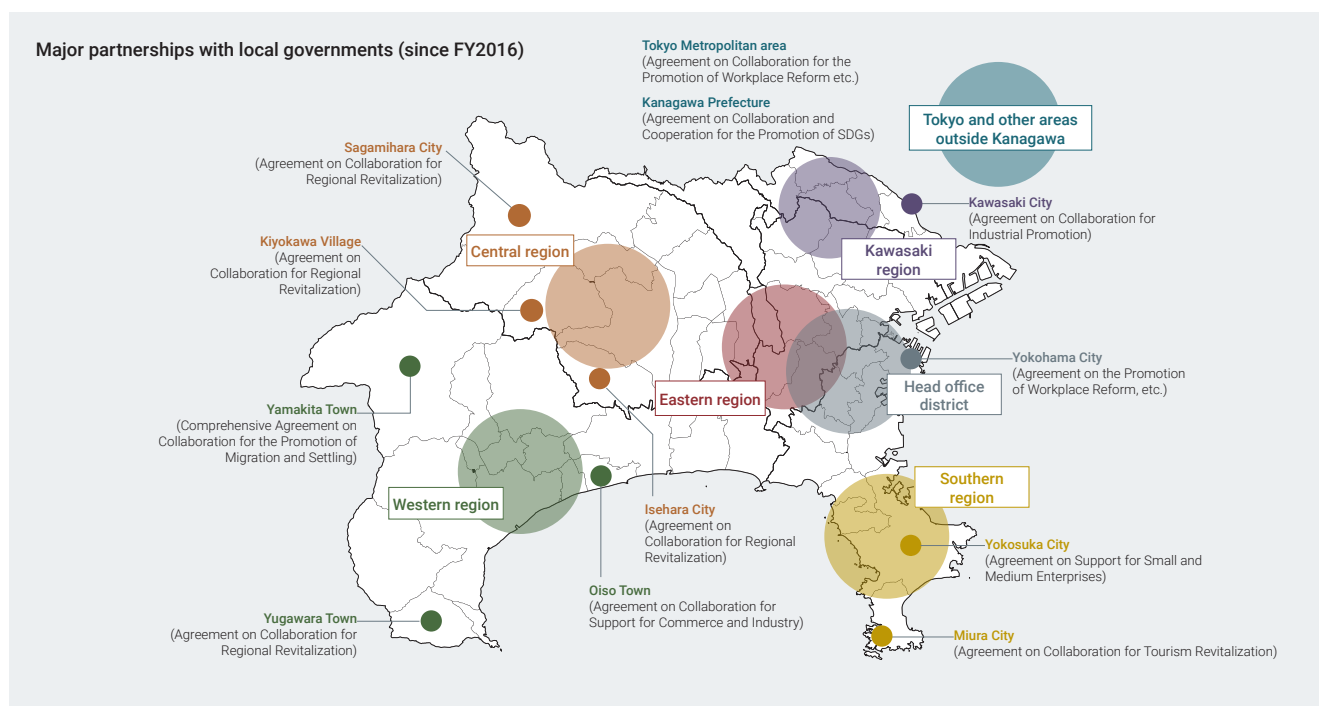 Major partnerships with local governments (since FY2016)
Tokyo Metropolitan area
(Agreement on Collaboration for the
Promotion of Workplace Reform etc.)
Kanagawa Prefecture
(Agreement on Collaboration and
Cooperation for the Promotion of SDGs)
Tokyo and other areas
outside Kanagawa
Sagamihara City
(Agreement on Collaboration for
Regional Revitalization)
Kawasaki City
(Agreement on Collaboration for
Industrial Promotion)
Kiyokawa Village
(Agreement on
Collaboration for Regional
Revitalization)
Central region
Kawasaki
region
Yokohama City
(Agreement on the Promotion
of Workplace Reform, etc.)
Eastern region
Head office
district
Yamakita Town
(Comprehensive Agreement on
Collaboration for the Promotion of
Migration and Settling)
Western region
Southern
region
Isehara City
(Agreement on
Collaboration for Regional
Revitalization)
Yokosuka City
(Agreement on Support for Small and
Medium Enterprises)
Oiso Town
(Agreement on Collaboration for
Support for Commerce and Industry)
Yugawara Town
(Agreement on Collaboration for
Regional Revitalization)
Miura City
(Agreement on Collaboration for Tourism Revitalization)